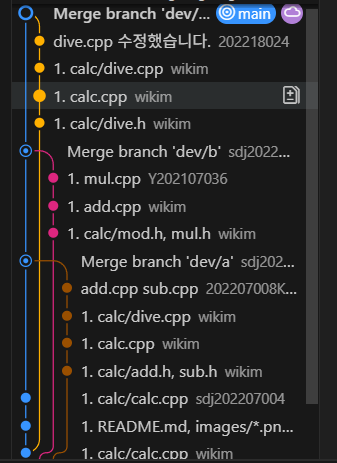 Merge branch 'dev/... main
dive.cpp 수정했습니다. 202218024
1. calc/dive.cpp wikim
1. calc.cpp wikim
1. calc/dive.h wikim
Merge branch 'dev/b' sdj2022...
1. mul.cpp Y202107036
1. add.cpp wikim
1. calc/mod.h, mul.h wikim
Merge branch 'dev/a' sdj202...
add.cpp sub.cpp 202207008K...
1. calc/dive.cpp wikim
1. calc.cpp wikim
1. calc/add.h, sub.h wikim
1. calc/calc.cpp sdj202207004
1. README.md, images/*.pn...
1. calc/calc.cpp wikim